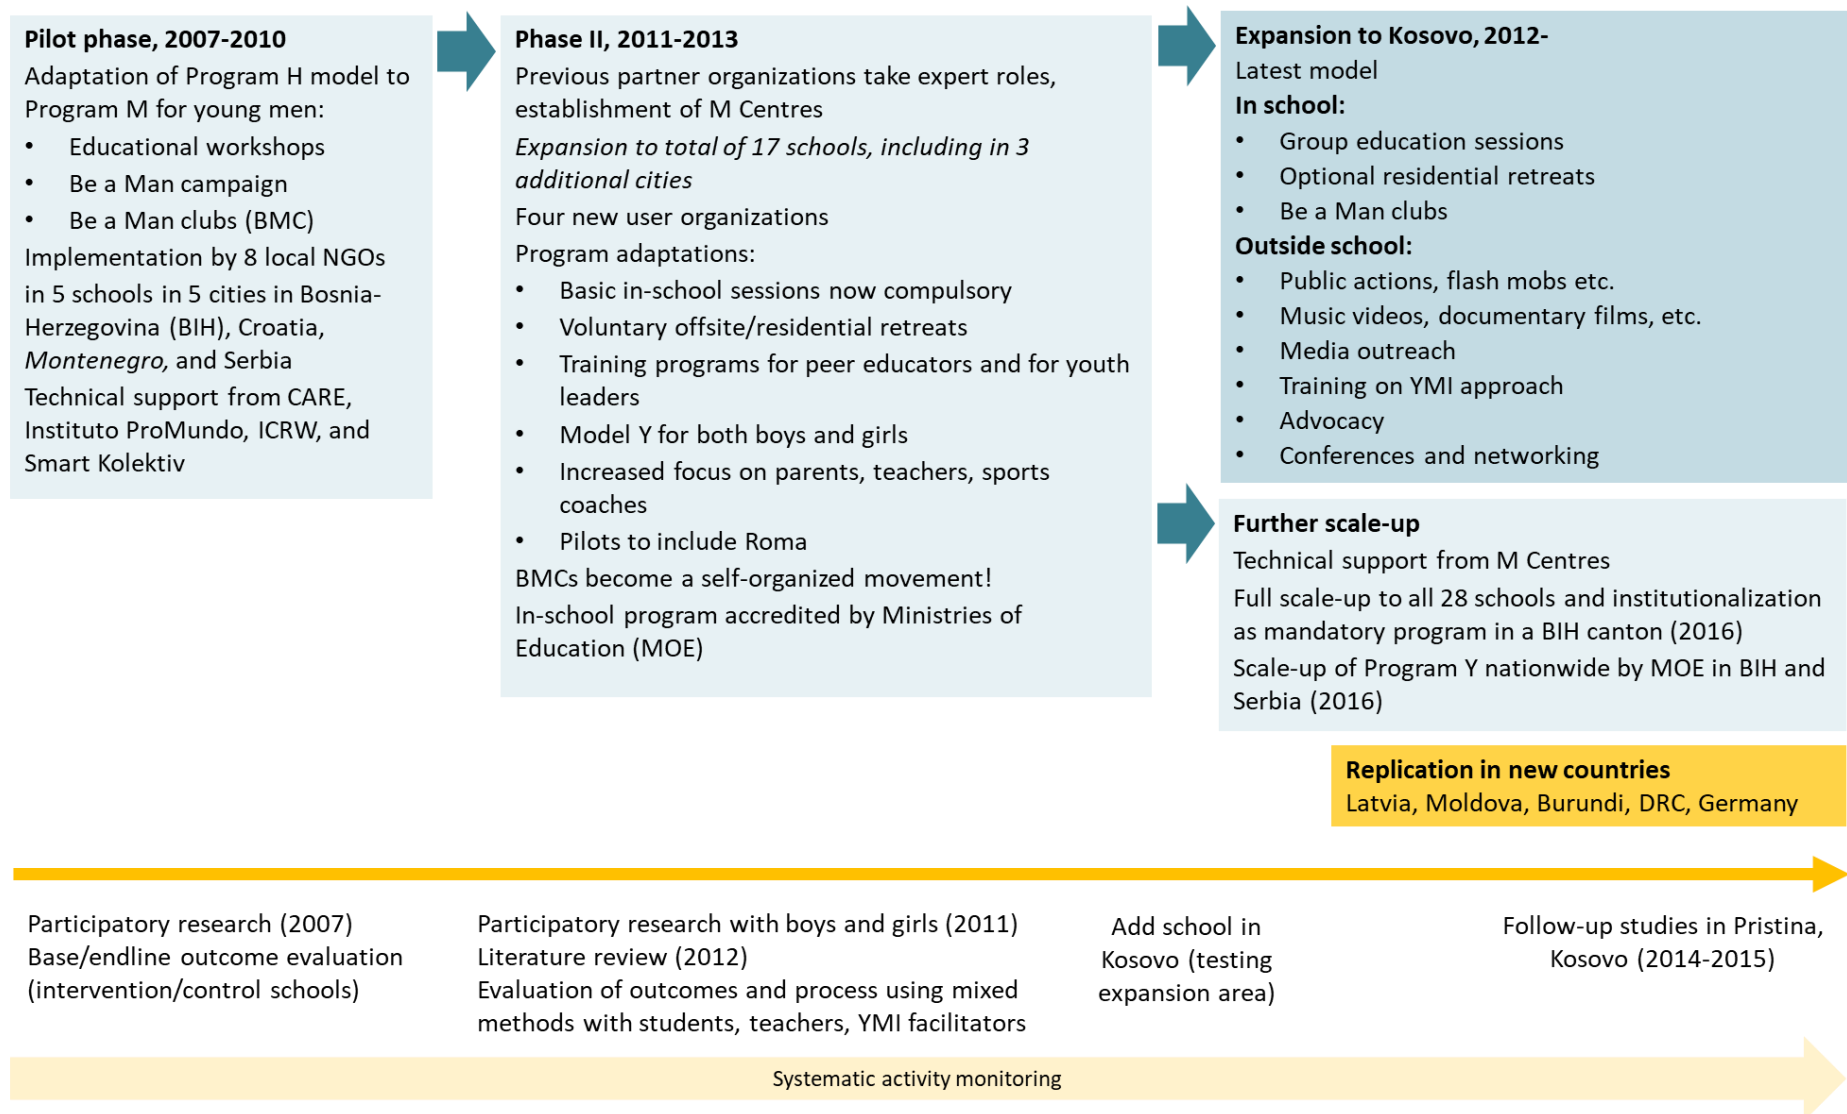 Pilot phase, 2007-2010
Adaptation of Program H model to
Program M for young men:
• Educational workshops
• Be a Man campaign
• Be a Man clubs (BMC)
Implementation by 8 local NGOs
in 5 schools in 5 cities in Bosnia-
Herzegovina (BIH), Croatia,
Montenegro, and Serbia
Technical support from CARE,
Instituto ProMundo, ICRW, and
Smart Kolektiv
Phase II, 2011-2013
Previous partner organizations take expert roles,
establishment of M Centres
Expansion to total of 17 schools, including in 3
additional cities
Four new user organizations
Program adaptations:
• Basic in-school sessions now compulsory
• Voluntary offsite/residential retreats
• Training programs for peer educators and for youth
leaders
• Model Y for both boys and girls
• Increased focus on parents, teachers, sports
coaches
• Pilots to include Roma
BMCs become a self-organized movement!
In-school program accredited by Ministries of
Education (MOE)
Expansion to Kosovo, 2012-
Latest model
In school:
• Group education sessions
• Optional residential retreats
• Be a Man clubs
Outside school:
• Public actions, flash mobs etc.
• Music videos, documentary films, etc.
• Media outreach
• Training on YMI approach
• Advocacy
• Conferences and networking
Further scale-up
Technical support from M Centres
Full scale-up to all 28 schools and institutionalization
as mandatory program in a BIH canton (2016)
Scale-up of Program Y nationwide by MOE in BIH and
Serbia (2016)
Replication in new countries
Latvia, Moldova, Burundi, DRC, Germany
Participatory research (2007)
Base/endline outcome evaluation
(intervention/control schools)
Participatory research with boys and girls (2011)
Literature review (2012)
Evaluation of outcomes and process using mixed
methods with students, teachers, YMI facilitators
Add school in
Kosovo (testing
expansion area)
Follow-up studies in Pristina,
Kosovo (2014-2015)
Systematic activity monitoring